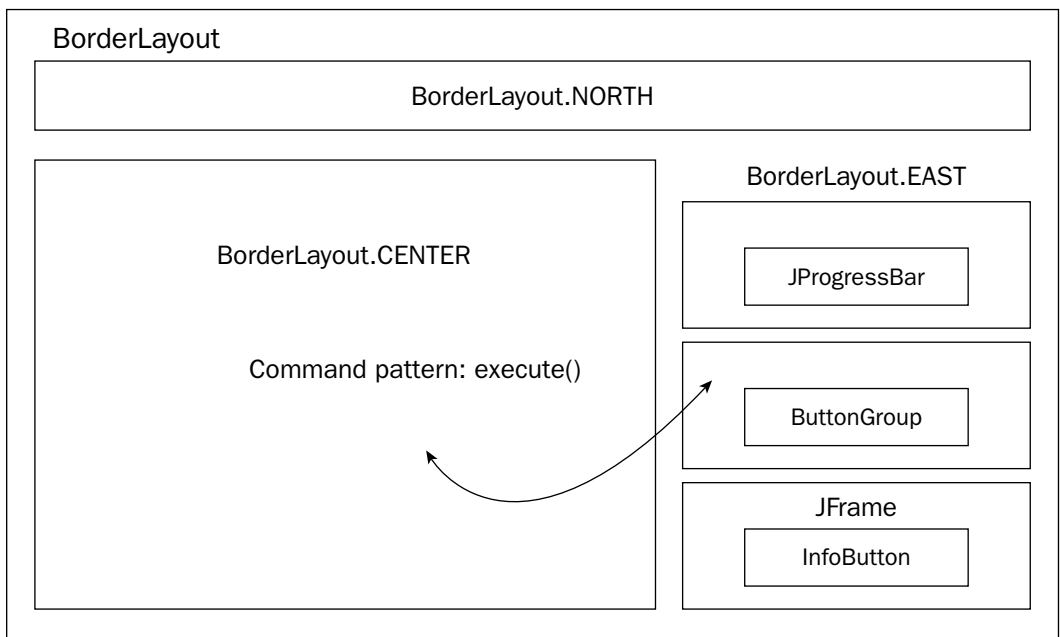 BorderLayout
BorderLayout.NORTH
BorderLayout.CENTER
Command pattern: execute()
BorderLayout.EAST
JProgressBar
ButtonGroup
JFrame
InfoButton